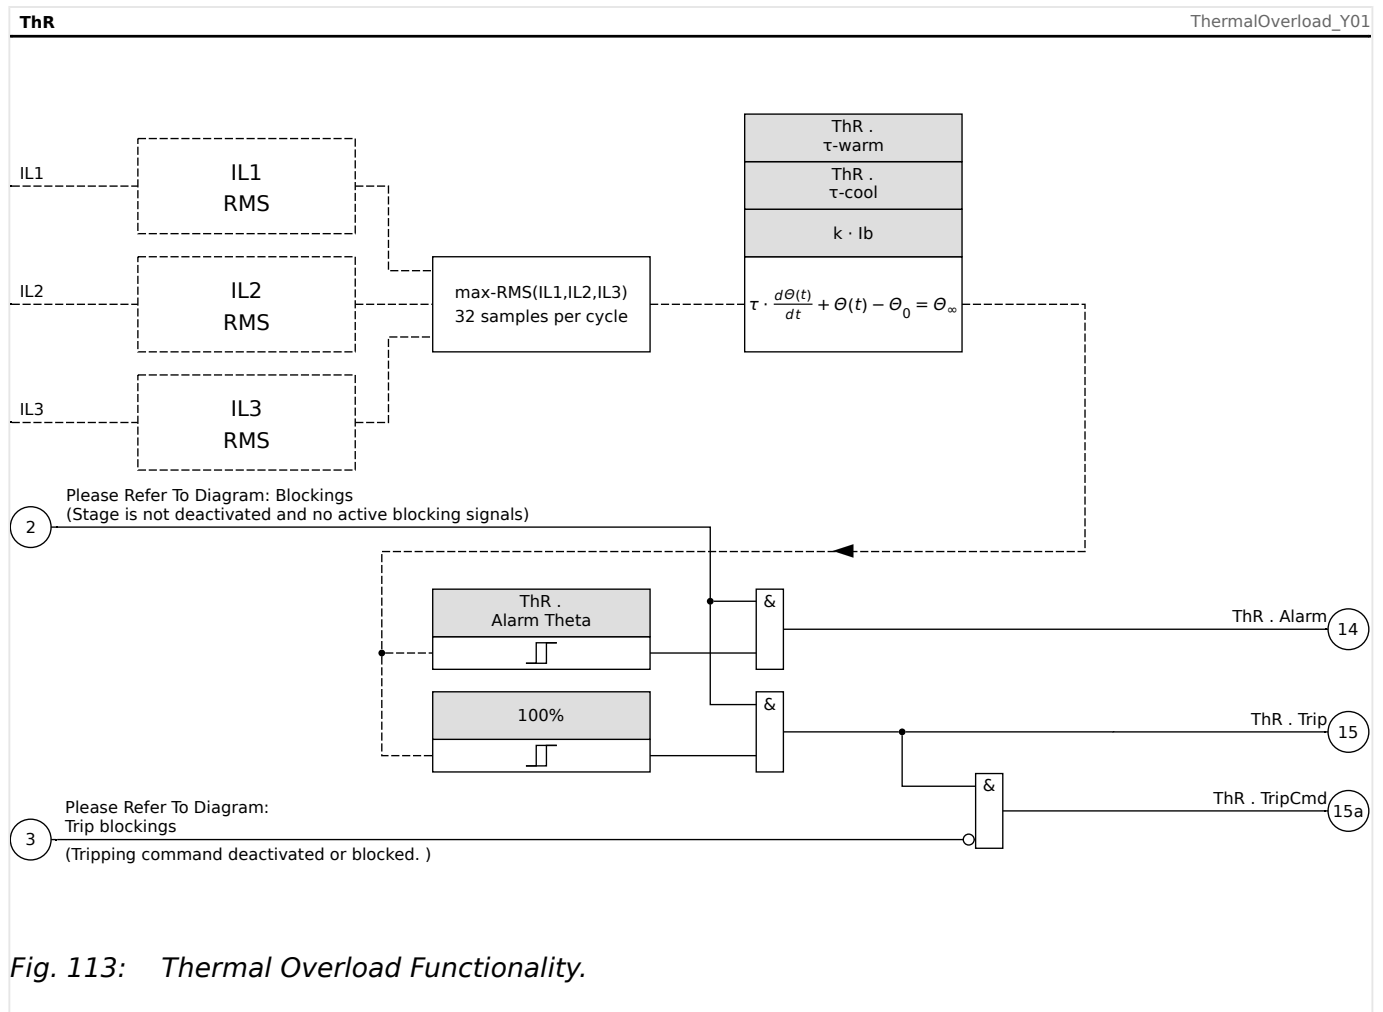 ThR
ThermalOverload_Y01
ThR .
τ-warm
ThR .
τ-cool
k · Ib
τ · dΘ(t)/dt + Θ(t) − Θ0 = Θ∞
IL1
IL1
RMS
IL2
IL2
RMS
max-RMS(IL1,IL2,IL3)
32 samples per cycle
IL3
IL3
RMS
Please Refer To Diagram: Blockings
(Stage is not deactivated and no active blocking signals)
2
ThR .
Alarm Theta
&
ThR . Alarm
14
100%
&
ThR . Trip
15
&
ThR . TripCmd
15a
Please Refer To Diagram:
Trip blockings
3
(Tripping command deactivated or blocked. )
Fig. 113: Thermal Overload Functionality.